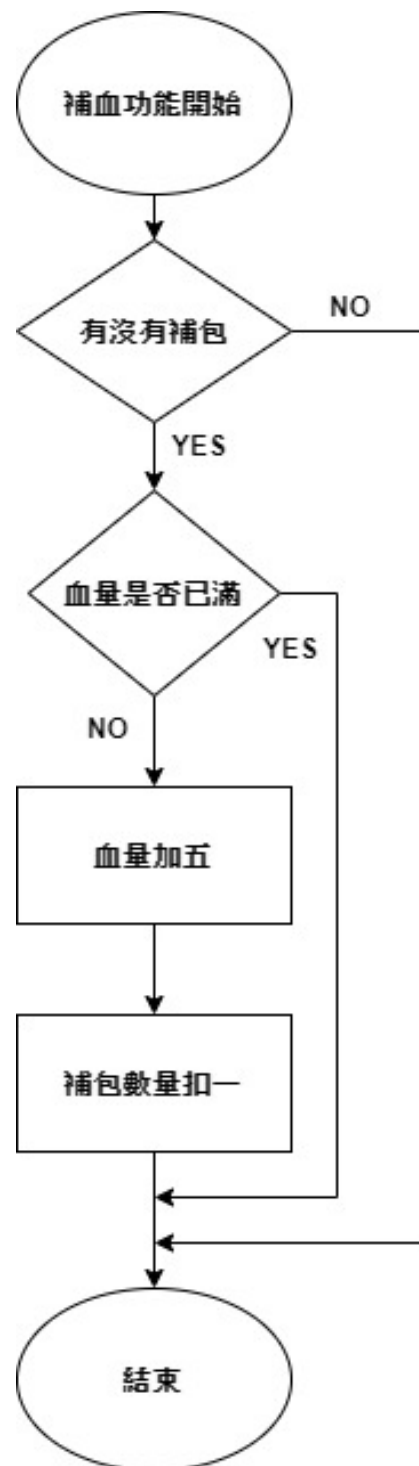 補血功能開始
有沒有補包
NO
YES
血量是否已滿
YES
NO
血量加五
補包數量扣一
結束